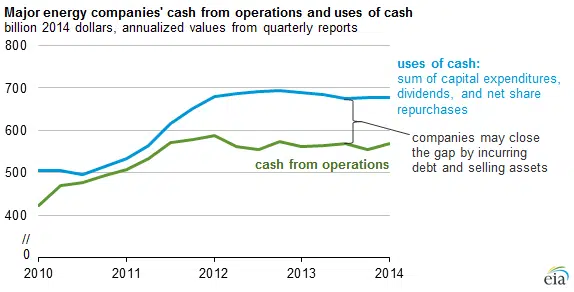 Major energy companies' cash from operations and uses of cash
billion 2014 dollars, annualized values from quarterly reports
800
700
600
500
400
//
0
2010
2011
2012
2013
2014
uses of cash:
sum of capital expenditures,
dividends, and net share
repurchases
companies may close
the gap by incurring
debt and selling assets
cash from operations
eia